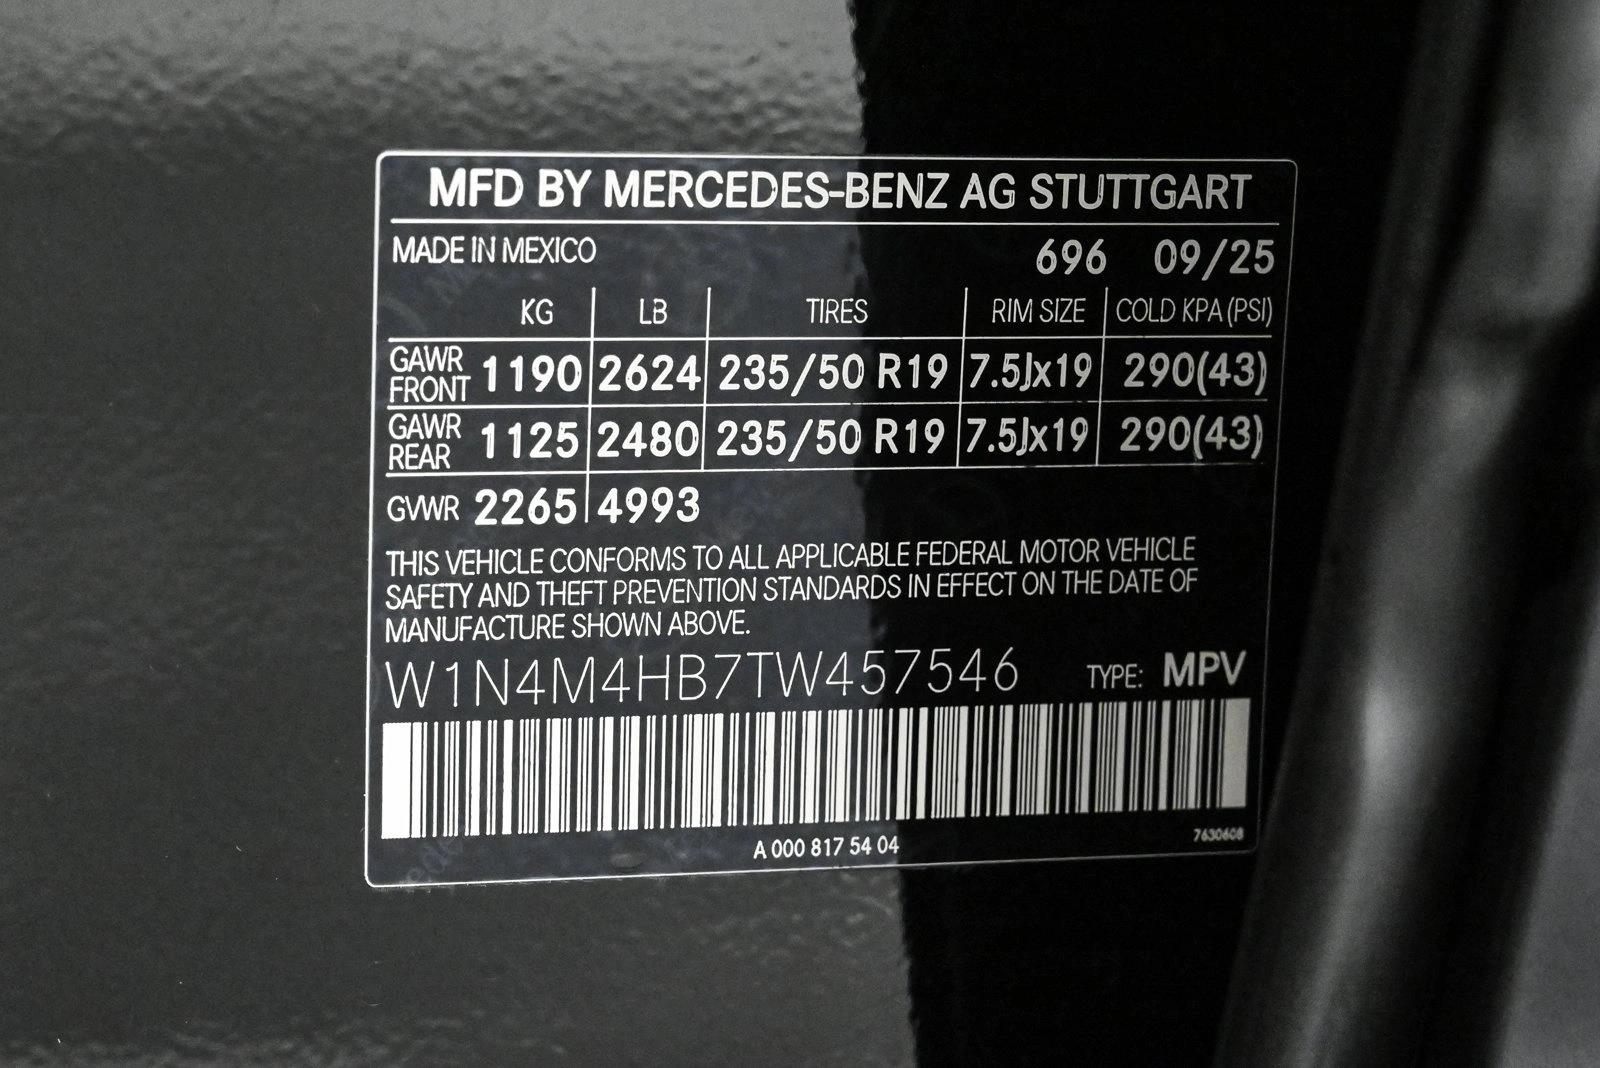 MFD BY MERCEDES-BENZ AG STUTTGART
MADE IN MEXICO 696 09/25
KG LB TIRES RIM SIZE COLD KPA (PSI)
GAWR FRONT 1190 2624 235/50 R19 7.5Jx19 290(43)
GAWR REAR 1125 2480 235/50 R19 7.5Jx19 290(43)
GVWR 2265 4993
THIS VEHICLE CONFORMS TO ALL APPLICABLE FEDERAL MOTOR VEHICLE
SAFETY AND THEFT PREVENTION STANDARDS IN EFFECT ON THE DATE OF
MANUFACTURE SHOWN ABOVE.
W1N4M4HB7TW457546 TYPE: MPV
A 000 817 54 04 7630608